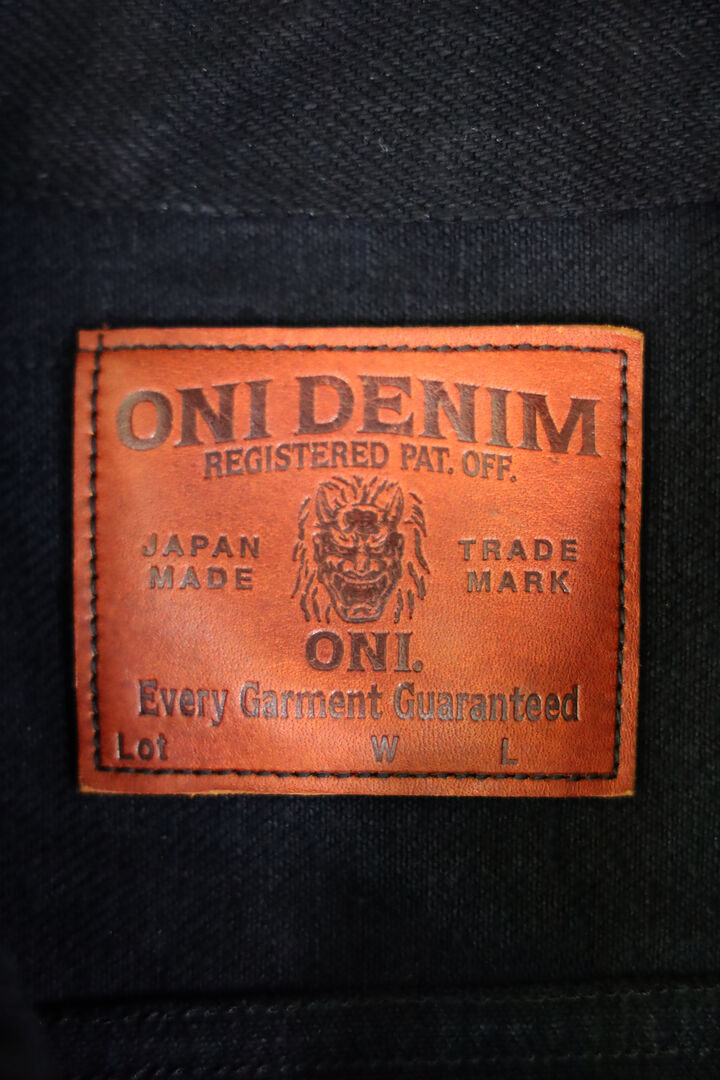 ONI DENIM
REGISTERED PAT. OFF.
JAPAN MADE
TRADE MARK
ONI.
Every Garment Guaranteed
Lot W L